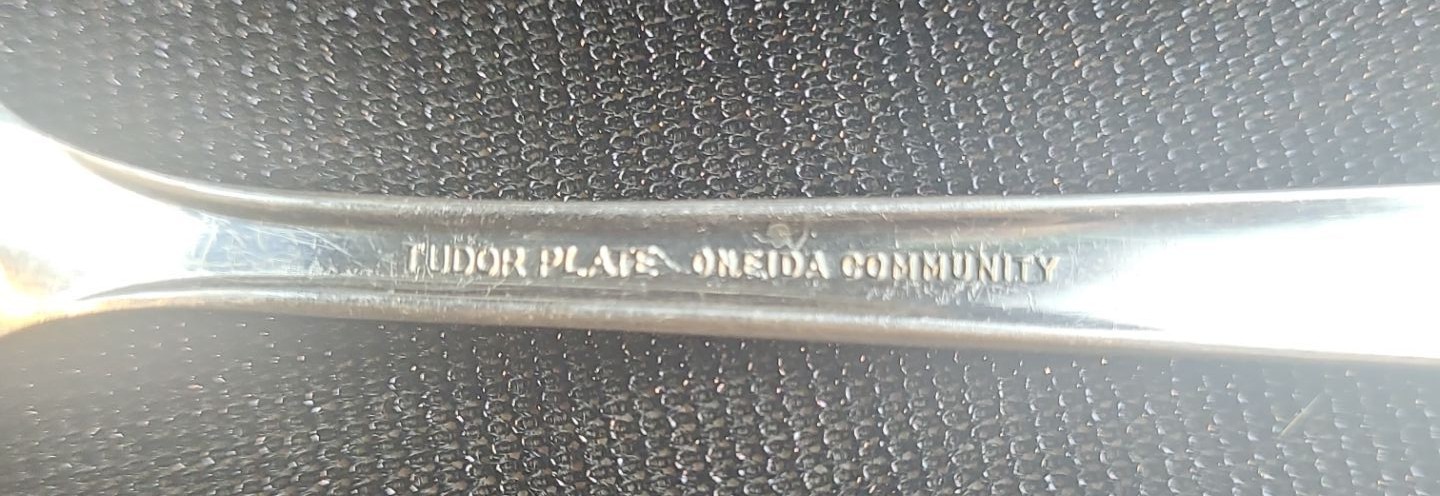 TUDOR PLATE ONEIDA COMMUNITY